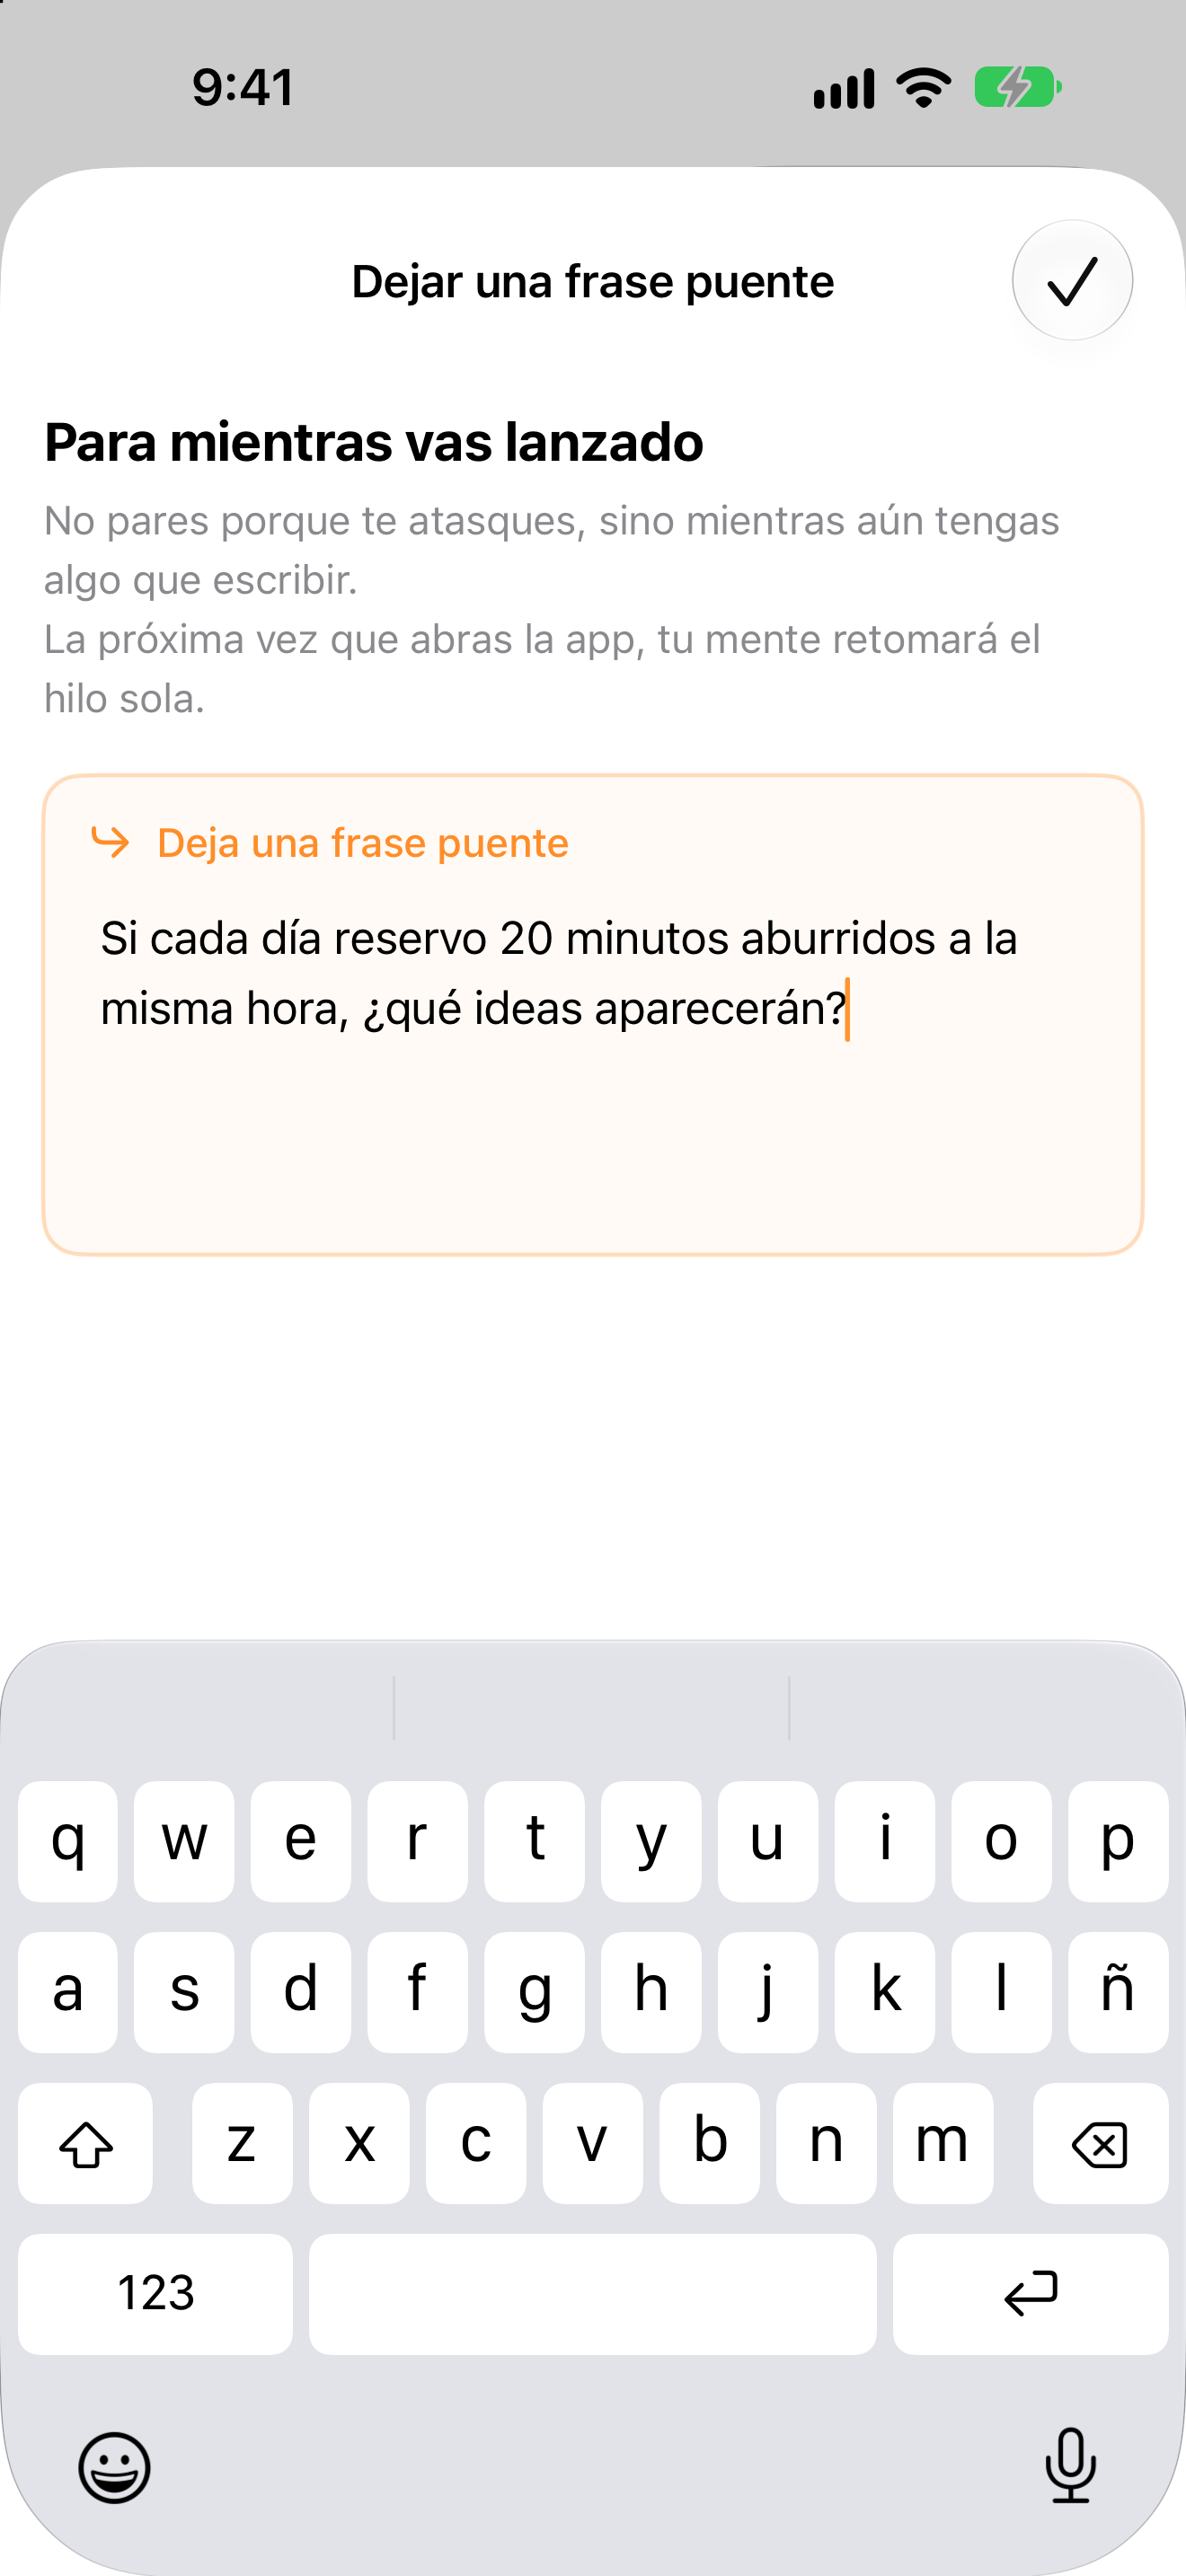 9:41
Dejar una frase puente
Para mientras vas lanzado
No pares porque te atasques, sino mientras aún tengas
algo que escribir.
La próxima vez que abras la app, tu mente retomará el
hilo sola.
Deja una frase puente
Si cada día reservo 20 minutos aburridos a la
misma hora, ¿qué ideas aparecerán?
q w e r t y u i o p
a s d f g h j k l ñ
z x c v b n m
123